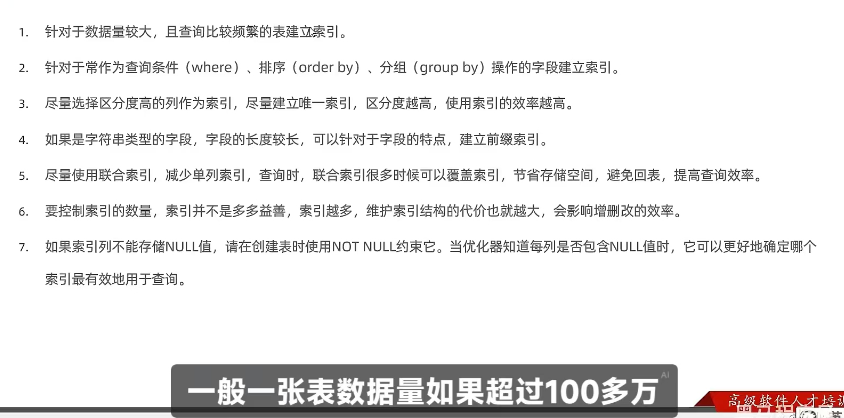 1. 针对于数据量较大，且查询比较频繁的表建立索引。
2. 针对于常作为查询条件（where）、排序（order by）、分组（group by）操作的字段建立索引。
3. 尽量选择区分度高的列作为索引，尽量建立唯一索引，区分度越高，使用索引的效率越高。
4. 如果是字符串类型的字段，字段的长度较长，可以针对于字段的特点，建立前缀索引。
5. 尽量使用联合索引，减少单列索引，查询时，联合索引很多时候可以覆盖索引，节省存储空间，避免回表，提高查询效率。
6. 要控制索引的数量，索引并不是多多益善，索引越多，维护索引结构的代价也就越大，会影响增删改的效率。
7. 如果索引列不能存储NULL值，请在创建表时使用NOT NULL约束它。当优化器知道每列是否包含NULL值时，它可以更好地确定哪个
索引最有效地用于查询。
AI
一般一张表数据量如果超过100多万
高级软件人才培训